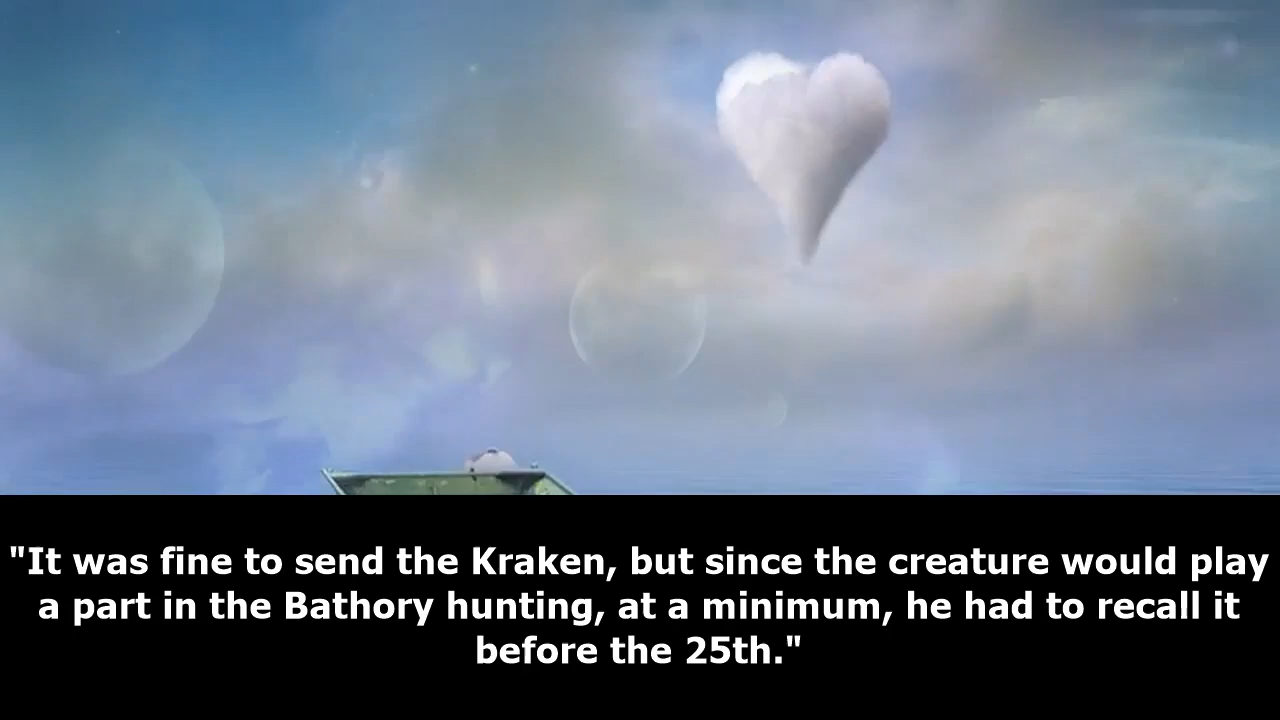 "It was fine to send the Kraken, but since the creature would play
a part in the Bathory hunting, at a minimum, he had to recall it
before the 25th."